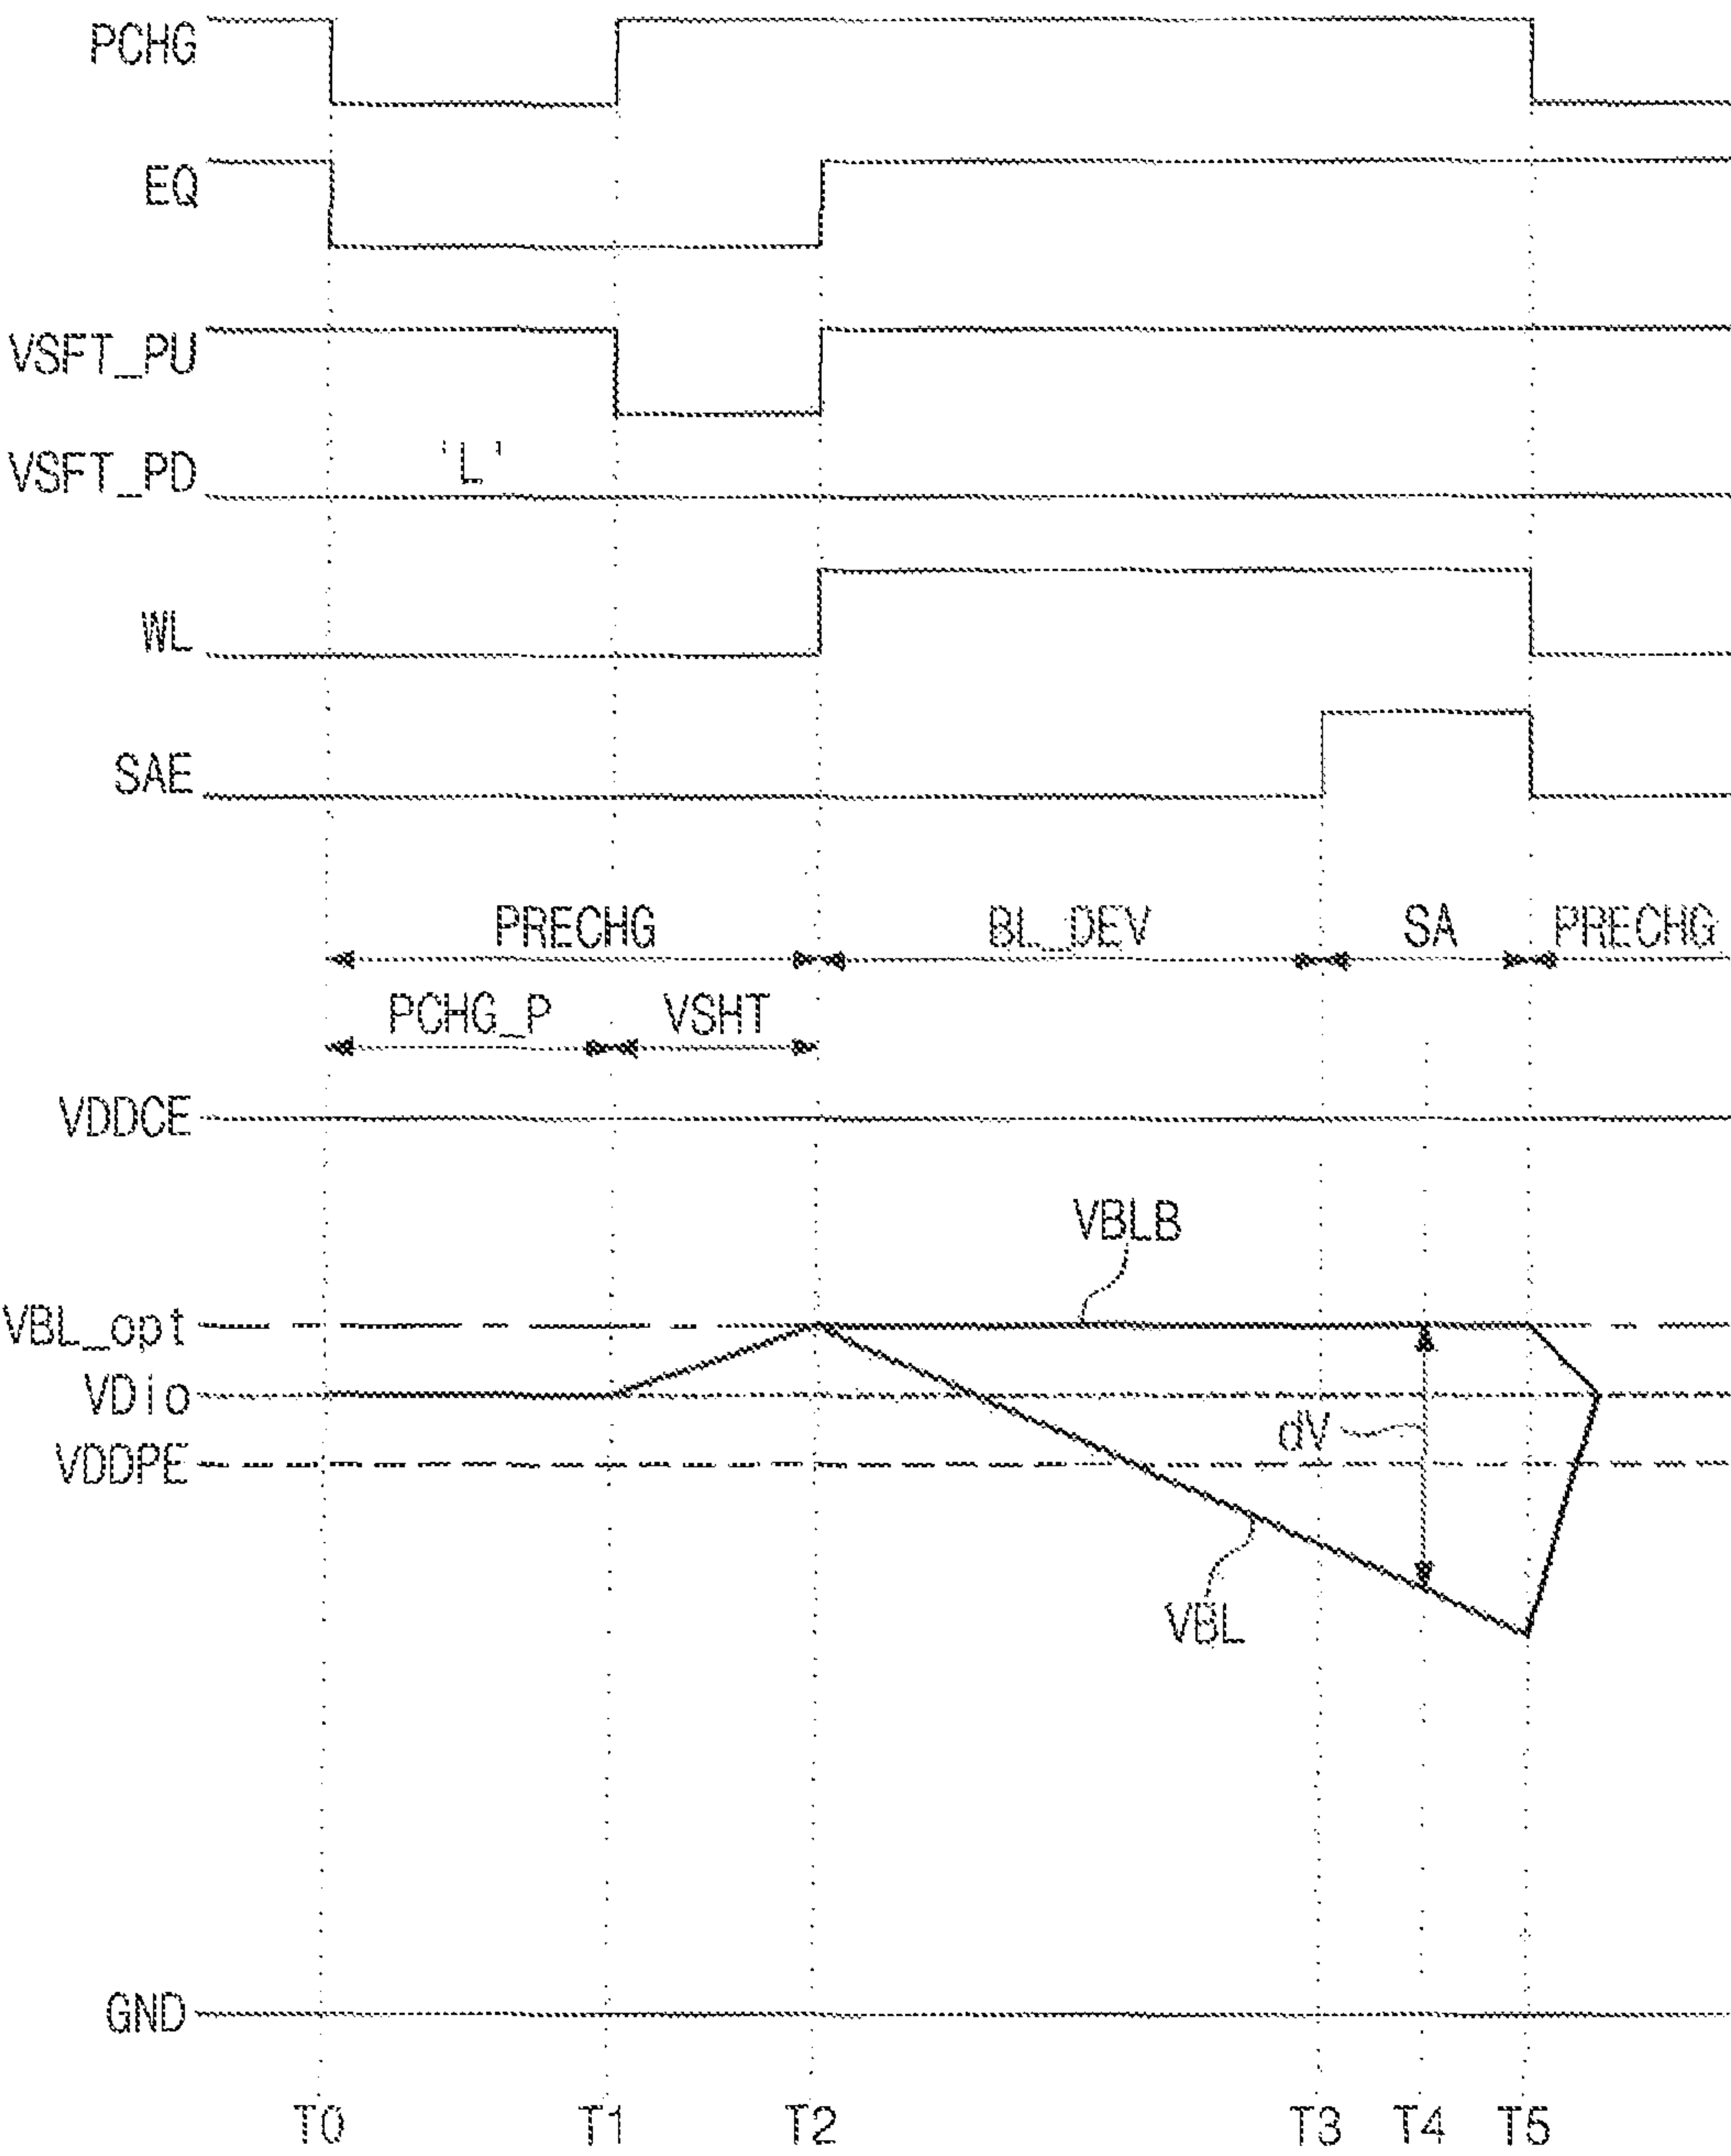 PCHG
EQ
VSFT_PU
VSFT_PD 'L'
WL
SAE
PRECHG BL_DEV SA PRECHG
PCHG_P VSHT
VDDCE
VBLB
VBL_opt
VDio
dV
VDDPE
VBL
GND
T0 T1 T2 T3 T4 T5